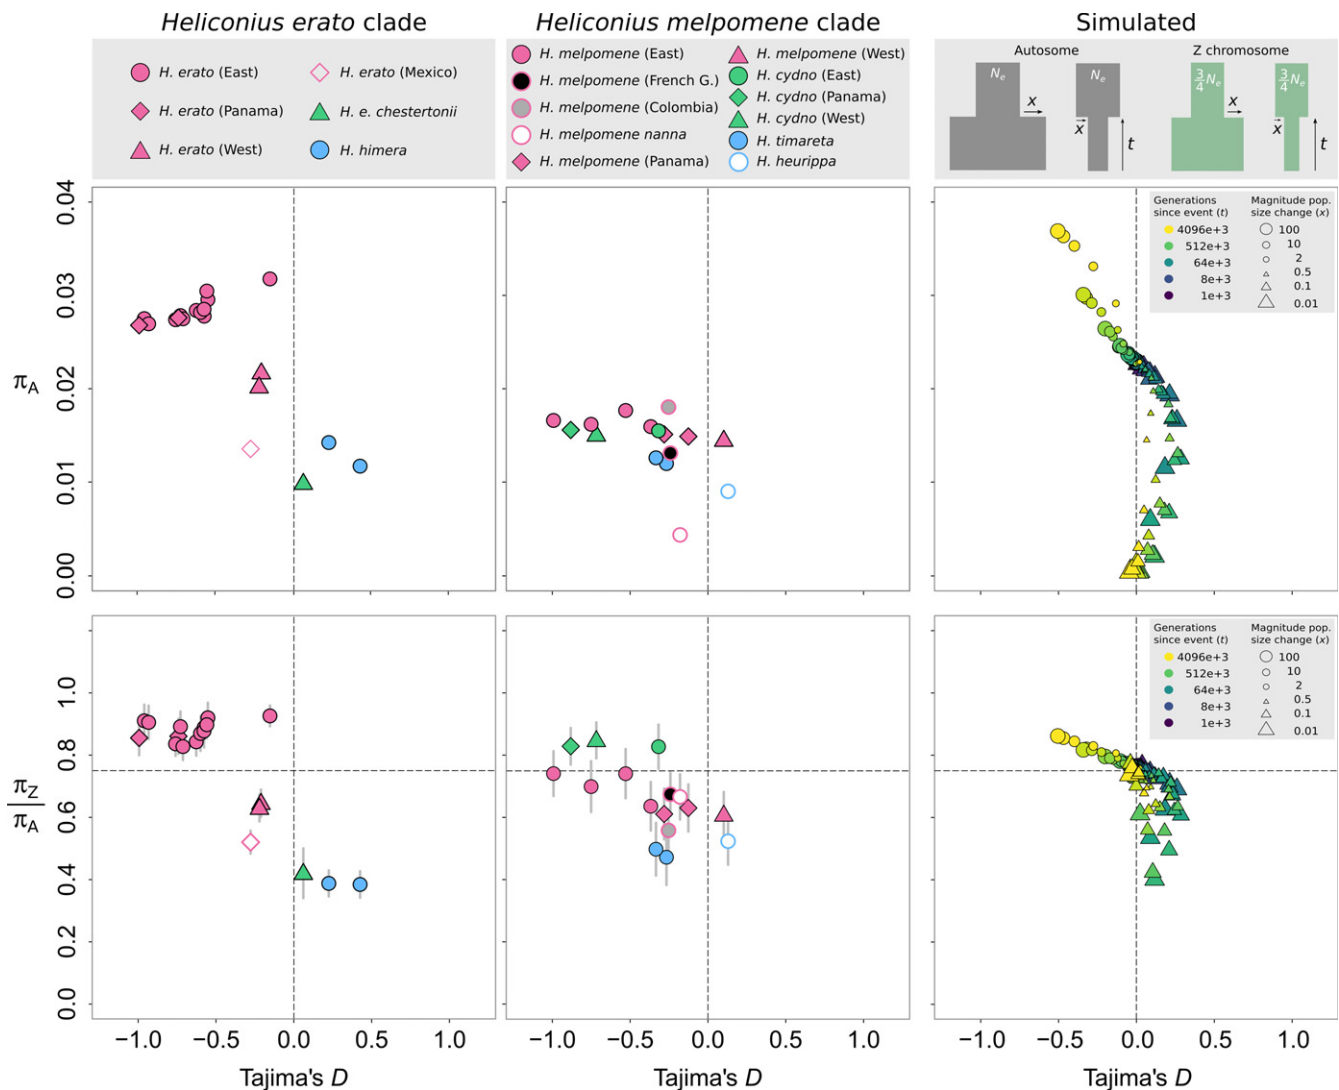 Heliconius erato clade
H. erato (East)
H. erato (Mexico)
H. erato (Panama)
H. e. chestertonii
H. erato (West)
H. himera
Heliconius melpomene clade
H. melpomene (East)
H. melpomene (West)
H. melpomene (French G.)
H. cydno (East)
H. melpomene (Colombia)
H. cydno (Panama)
H. melpomene nanna
H. cydno (West)
H. melpomene (Panama)
H. timareta
H. heurippa
Simulated
Autosome
Z chromosome
Nₑ
x
Nₑ
x
t
¾Nₑ
x
¾Nₑ
x
t
πA
0.04
0.03
0.02
0.01
0.00
Generations since event (t)
4096e+3
512e+3
64e+3
8e+3
1e+3
Magnitude pop. size change (x)
100
10
2
0.5
0.1
0.01
πZ
πA
1.0
0.8
0.6
0.4
0.2
0.0
Generations since event (t)
4096e+3
512e+3
64e+3
8e+3
1e+3
Magnitude pop. size change (x)
100
10
2
0.5
0.1
0.01
−1.0 −0.5 0.0 0.5 1.0
−1.0 −0.5 0.0 0.5 1.0
−1.0 −0.5 0.0 0.5 1.0
Tajima's D
Tajima's D
Tajima's D